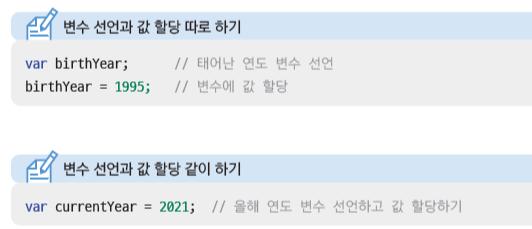 변수 선언과 값 할당 따로 하기
var birthYear; // 태어난 연도 변수 선언
birthYear = 1995; // 변수에 값 할당
변수 선언과 값 할당 같이 하기
var currentYear = 2021; // 올해 연도 변수 선언하고 값 할당하기